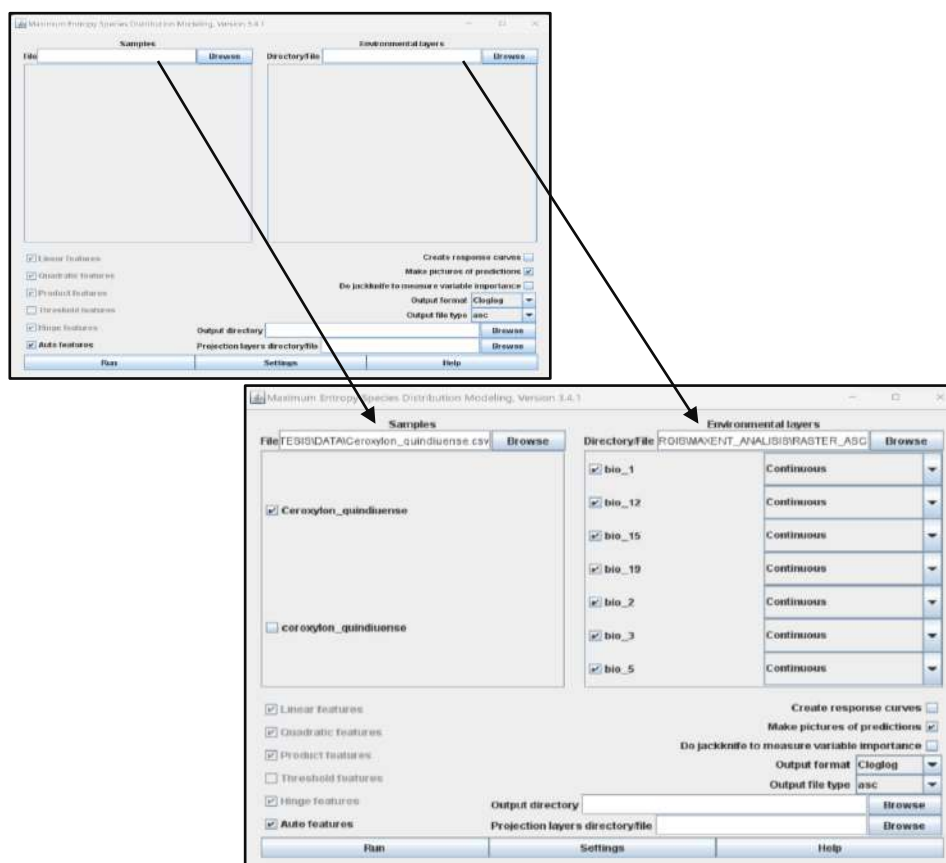 Maximum Entropy Species Distribution Modeling, Version 3.4.1
Samples
Environmental layers
File Browse Directory/File Browse
Linear features
Quadratic features
Product features
Threshold features
Hinge features
Auto features
Create response curves
Make pictures of predictions
Do jackknife to measure variable importance
Output format Cloglog
Output file type asc
Output directory Browse
Projection layers directory/file Browse
Run Settings Help
Maximum Entropy Species Distribution Modeling, Version 3.4.1
Samples
Environmental layers
File TESIS\DATA\Ceroxylon_quindiuense.csv Browse Directory/File RGIS\MAXENT_ANALISIS\RASTER_ASC Browse
Ceroxylon_quindiuense
coroxylon_quindiuense
bio_1 Continuous
bio_12 Continuous
bio_15 Continuous
bio_19 Continuous
bio_2 Continuous
bio_3 Continuous
bio_5 Continuous
Linear features
Quadratic features
Product features
Threshold features
Hinge features
Auto features
Create response curves
Make pictures of predictions
Do jackknife to measure variable importance
Output format Cloglog
Output file type asc
Output directory Browse
Projection layers directory/file Browse
Run Settings Help